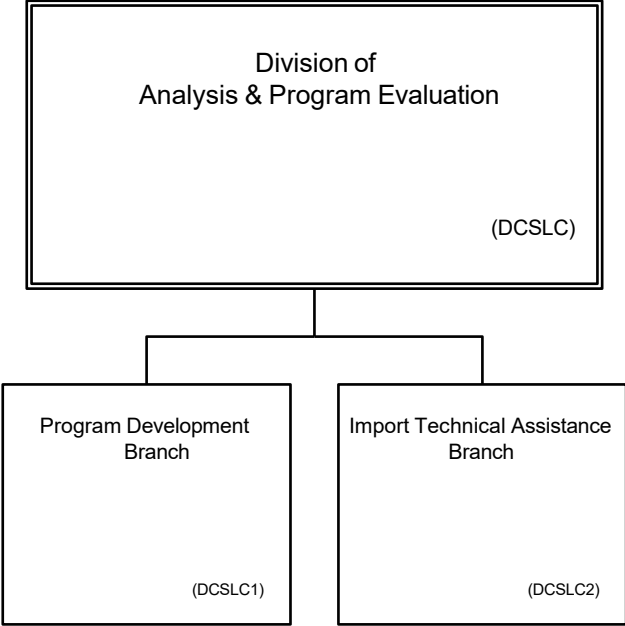 Division of
Analysis & Program Evaluation
(DCSLC)
Program Development
Branch
(DCSLC1)
Import Technical Assistance
Branch
(DCSLC2)